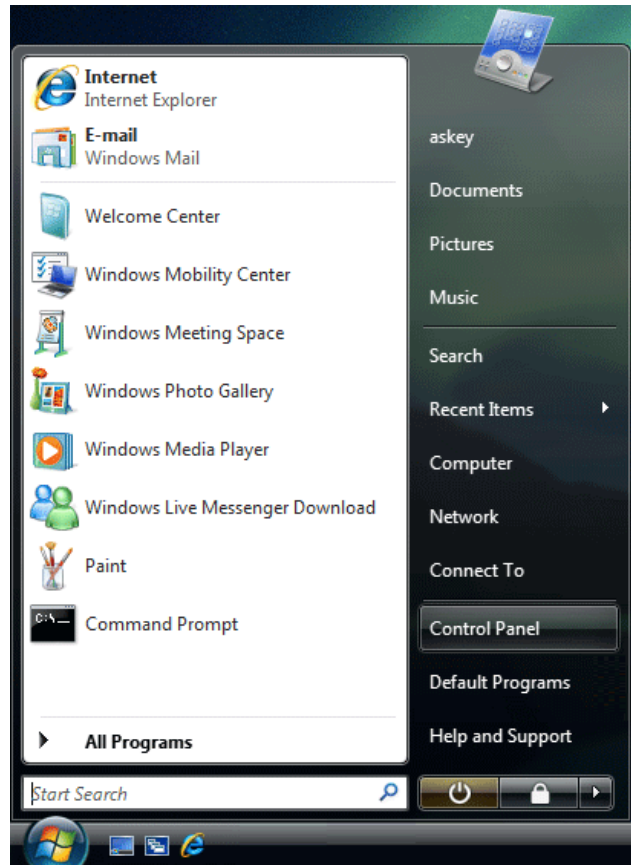 Internet
Internet Explorer
E-mail
Windows Mail
Welcome Center
Windows Mobility Center
Windows Meeting Space
Windows Photo Gallery
Windows Media Player
Windows Live Messenger Download
Paint
C:\_
Command Prompt
All Programs
Start Search
askey
Documents
Pictures
Music
Search
Recent Items
Computer
Network
Connect To
Control Panel
Default Programs
Help and Support